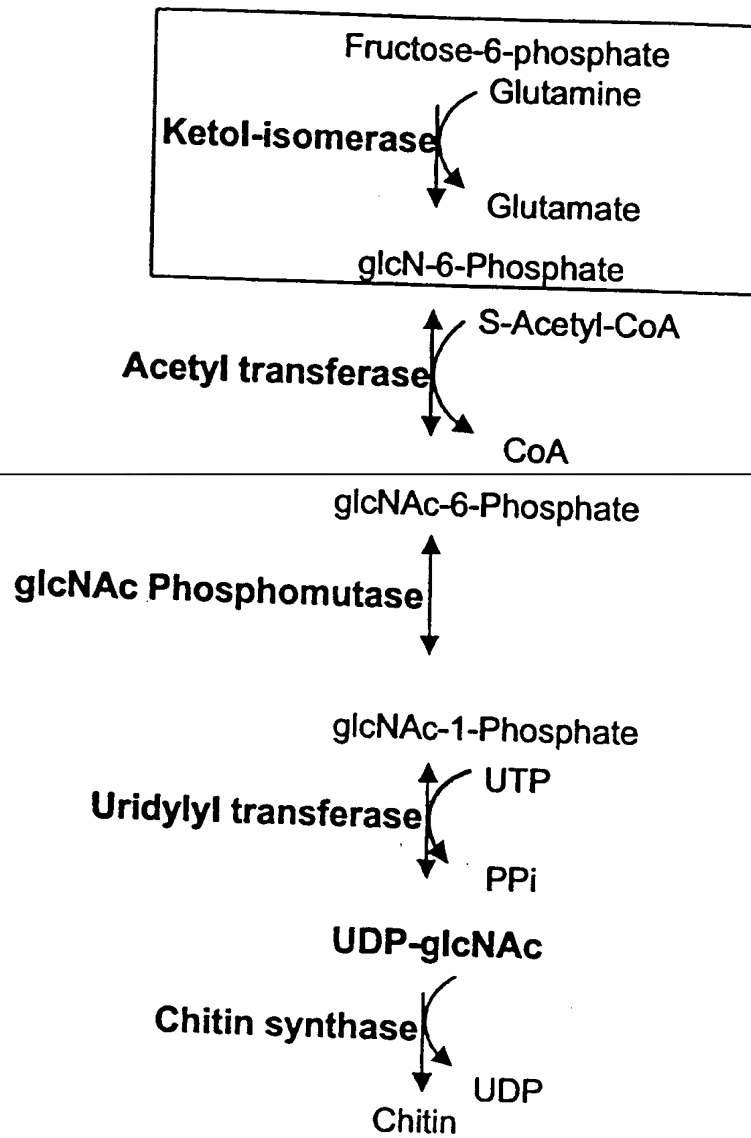 Fructose-6-phosphate
Glutamine
Ketol-isomerase
Glutamate
glcN-6-Phosphate
S-Acetyl-CoA
Acetyl transferase
CoA
glcNAc-6-Phosphate
glcNAc Phosphomutase
glcNAc-1-Phosphate
UTP
Uridylyl transferase
PPi
UDP-glcNAc
Chitin synthase
UDP
Chitin